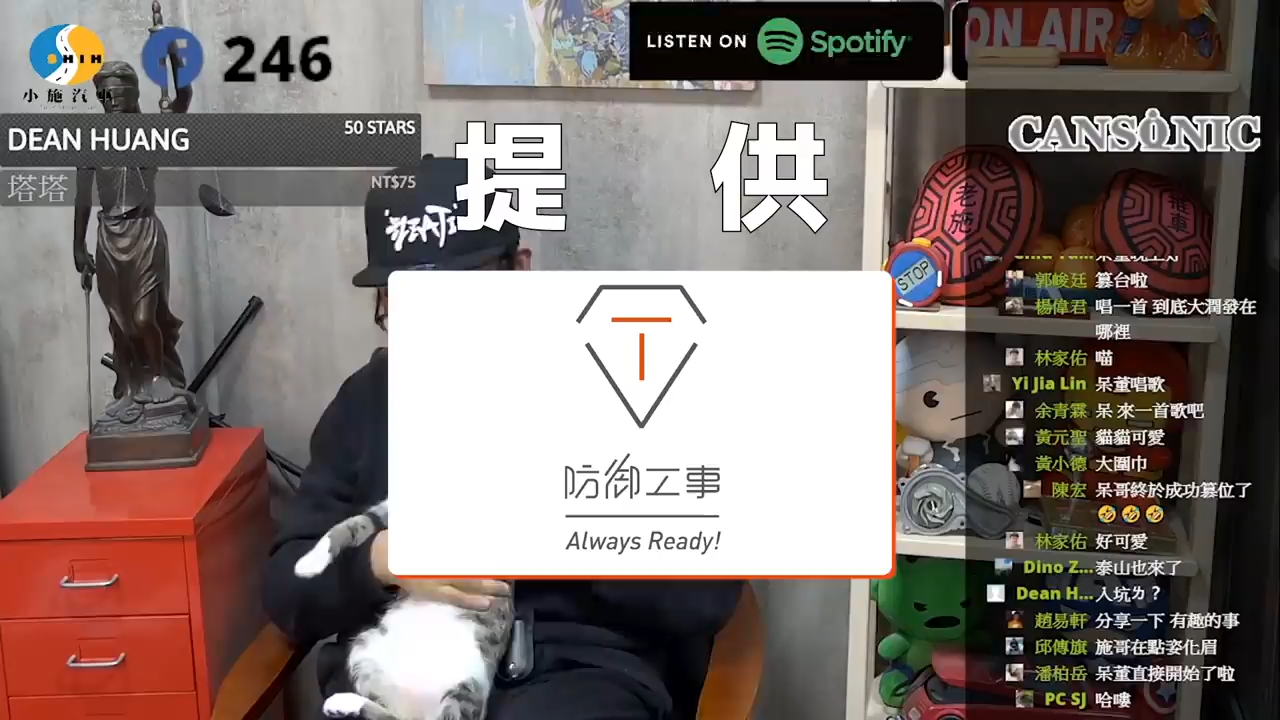 SHIH
小施汽車
246
LISTEN ON Spotify
ON AIR
CANSONIC
DEAN HUANG
50 STARS
塔塔
NT$75
提 供
老施
STOP
防御工事
Always Ready!
郭峻廷 篡台啦
楊偉君 唱一首 到底大潤發在
哪裡
林家佑 喵
Yi Jia Lin 呆董唱歌
余青霖 呆 來一首歌吧
黃元聖 貓貓可愛
黃小德 大圍巾
陳宏 呆哥終於成功篡位了
🤣🤣🤣
林家佑 好可愛
Dino Z... 泰山也來了
Dean H... 入坑ㄌ？
趙易軒 分享一下 有趣的事
邱傳旗 施哥在點姿化眉
潘柏岳 呆董直接開始了啦
PC SJ 哈嘍